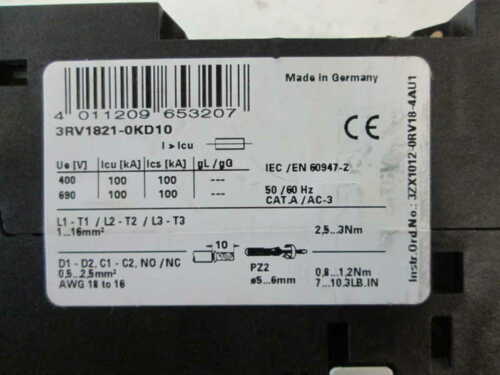 Made in Germany
4 011209 653207
3RV1821-0KD10
I > Icu
CE
Ue [V] Icu [kA] Ics [kA] gL / gG
IEC / EN 60947-2
400 100 100 ---
690 100 100 ---
50 / 60 Hz
CAT.A / AC-3
L1 - T1 / L2 - T2 / L3 - T3
1...16mm²
2,5...3Nm
10
D1 - D2, C1 - C2, NO / NC
0,5...2,5mm²
AWG 18 to 16
PZ2
ø5...6mm
0,8...1,2Nm
7...10.3LB.IN
Instr.Ord.No.: 3ZX1012-0RV18-4AU1